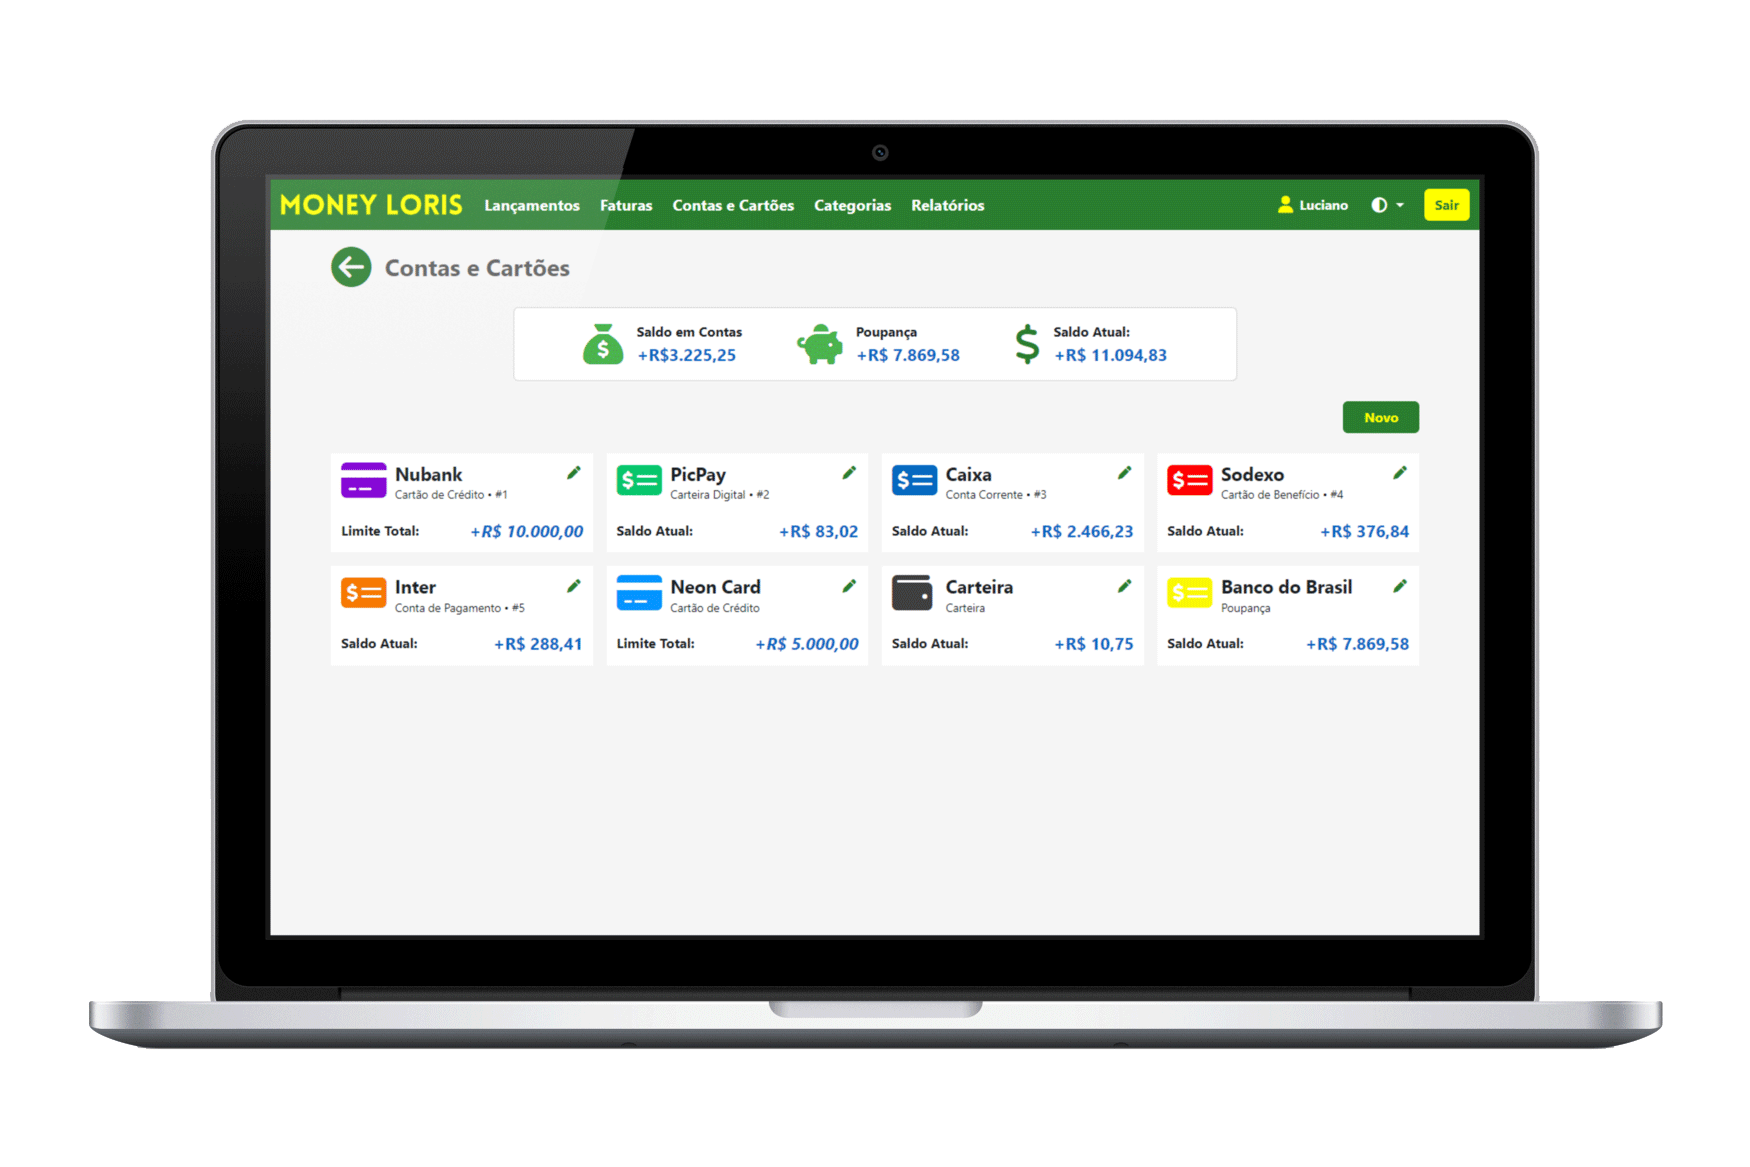 MONEY LORIS Lançamentos Faturas Contas e Cartões Categorias Relatórios Luciano Sair
Contas e Cartões
Saldo em Contas Poupança Saldo Atual:
+R$3.225,25 +R$ 7.869,58 +R$ 11.094,83
Novo
Nubank
Cartão de Crédito • #1
Limite Total: +R$ 10.000,00
PicPay
Carteira Digital • #2
Saldo Atual: +R$ 83,02
Caixa
Conta Corrente • #3
Saldo Atual: +R$ 2.466,23
Sodexo
Cartão de Benefício • #4
Saldo Atual: +R$ 376,84
Inter
Conta de Pagamento • #5
Saldo Atual: +R$ 288,41
Neon Card
Cartão de Crédito
Limite Total: +R$ 5.000,00
Carteira
Carteira
Saldo Atual: +R$ 10,75
Banco do Brasil
Poupança
Saldo Atual: +R$ 7.869,58